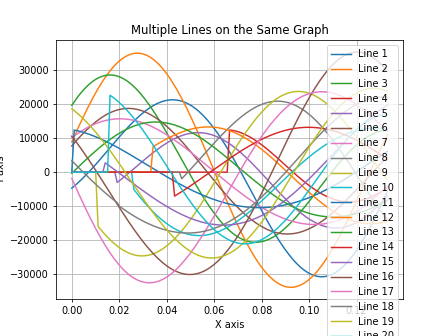 Multiple Lines on the Same Graph
30000
20000
10000
0
−10000
−20000
−30000
0.00
0.02
0.04
0.06
0.08
0.10
X axis
axis
Line 1
Line 2
Line 3
Line 4
Line 5
Line 6
Line 7
Line 8
Line 9
Line 10
Line 11
Line 12
Line 13
Line 14
Line 15
Line 16
Line 17
Line 18
Line 19
Line 20